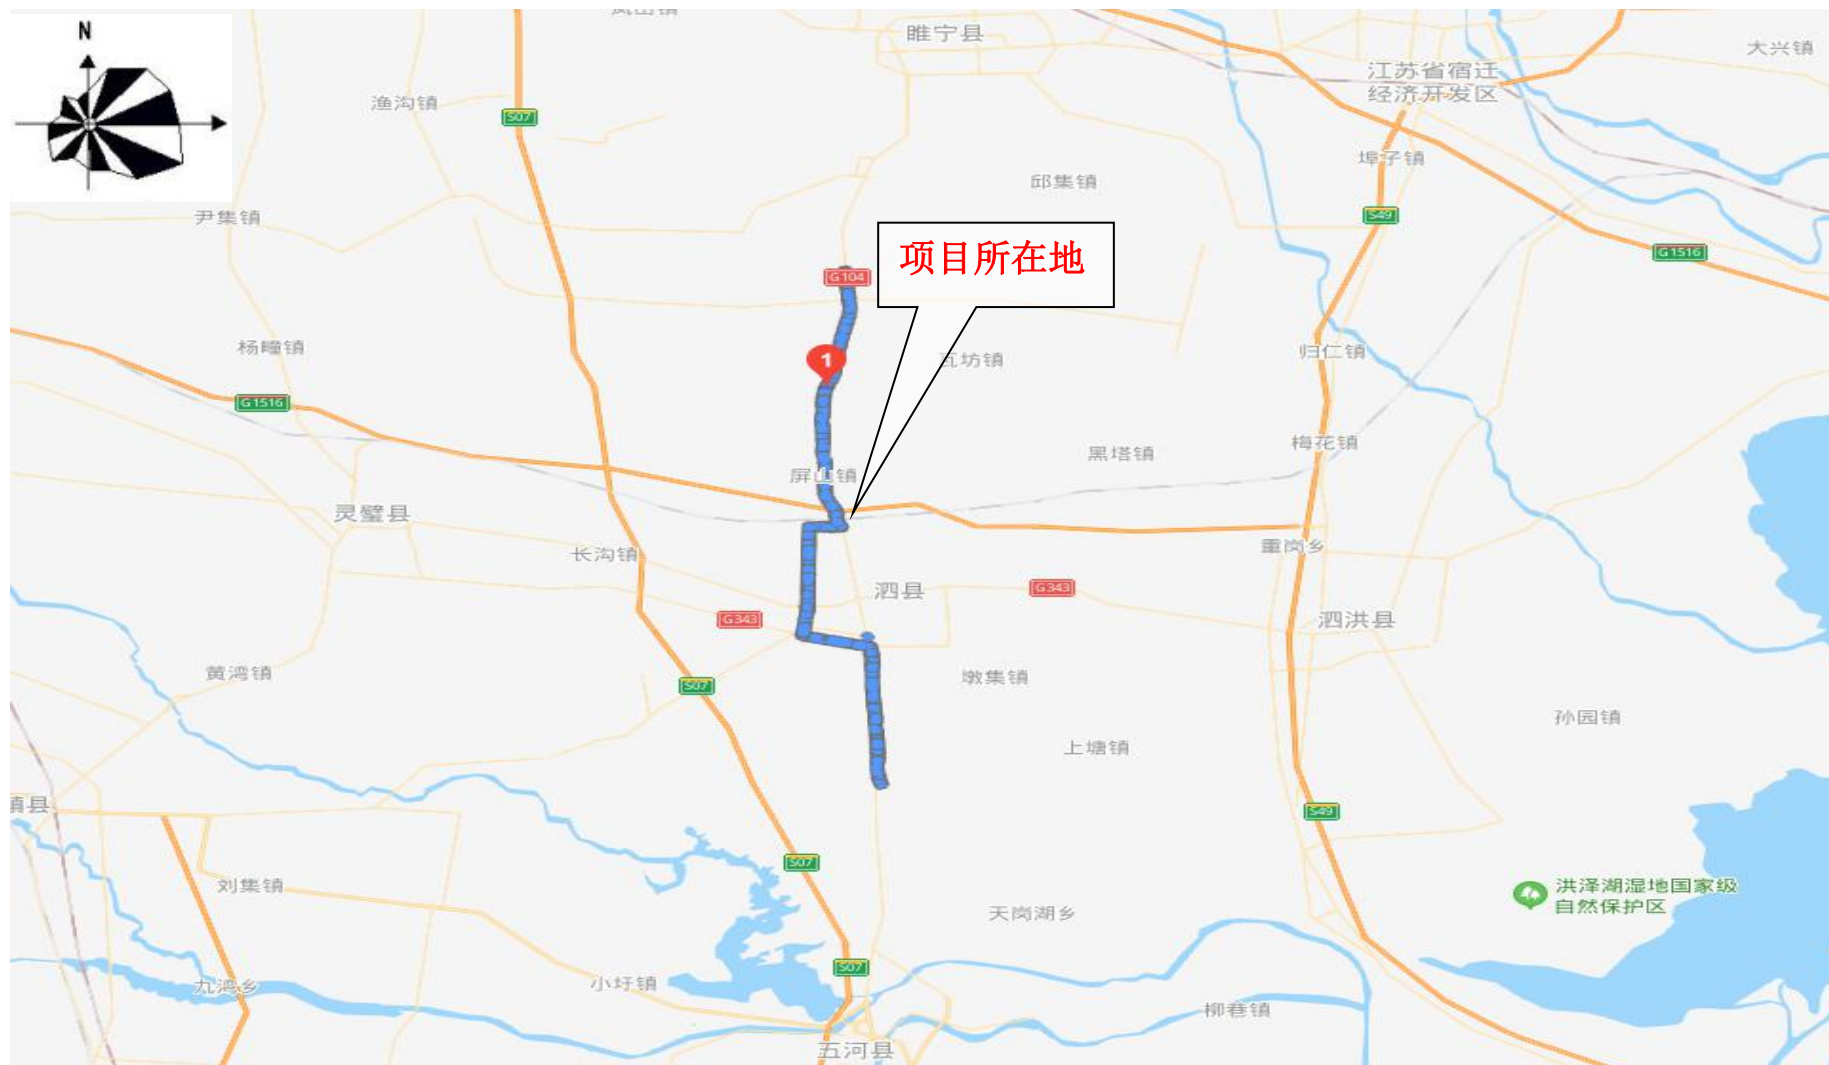 N
睢宁县
大兴镇
江苏省宿迁
经济开发区
渔沟镇
S07
埠子镇
邱集镇
尹集镇
S49
项目所在地
G1516
G104
杨疃镇
1
瓦坊镇
归仁镇
G1516
梅花镇
黑塔镇
屏山镇
灵璧县
长沟镇
重岗乡
泗县
G343
G343
泗洪县
黄湾镇
墩集镇
S07
孙园镇
上塘镇
镇县
S49
S07
刘集镇
洪泽湖湿地国家级
自然保护区
天岗湖乡
S07
九湾乡
小圩镇
柳巷镇
五河县